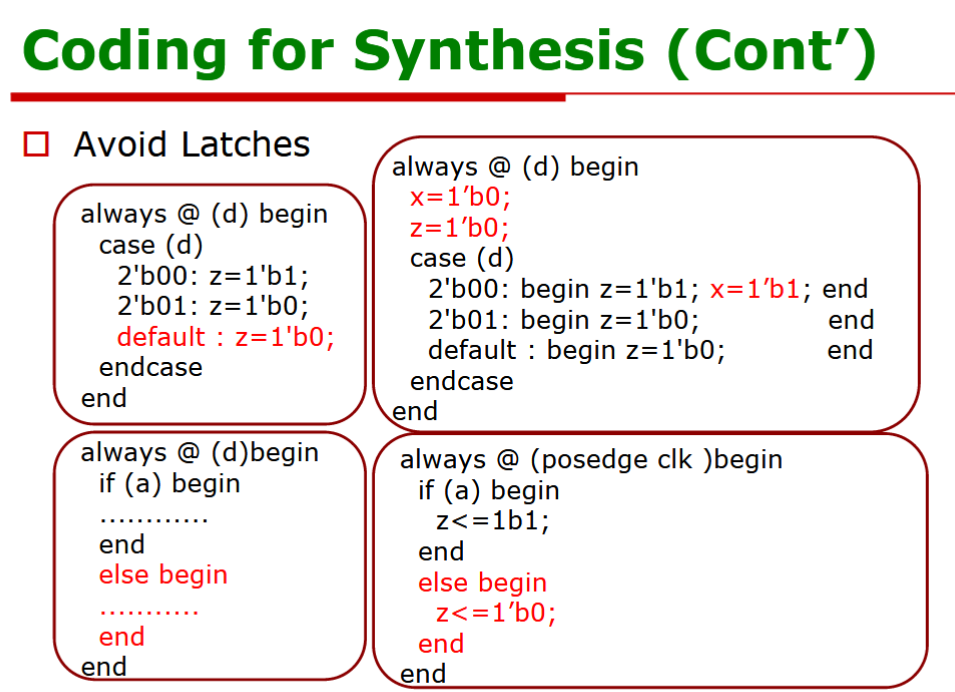 Coding for Synthesis (Cont’)
Avoid Latches
always @ (d) begin
case (d)
2'b00: z=1'b1;
2'b01: z=1'b0;
default : z=1'b0;
endcase
end
always @ (d) begin
x=1’b0;
z=1’b0;
case (d)
2'b00: begin z=1'b1; x=1’b1; end
2'b01: begin z=1'b0; end
default : begin z=1'b0; end
endcase
end
always @ (d)begin
if (a) begin
............
end
else begin
...........
end
end
always @ (posedge clk )begin
if (a) begin
z<=1b1;
end
else begin
z<=1’b0;
end
end